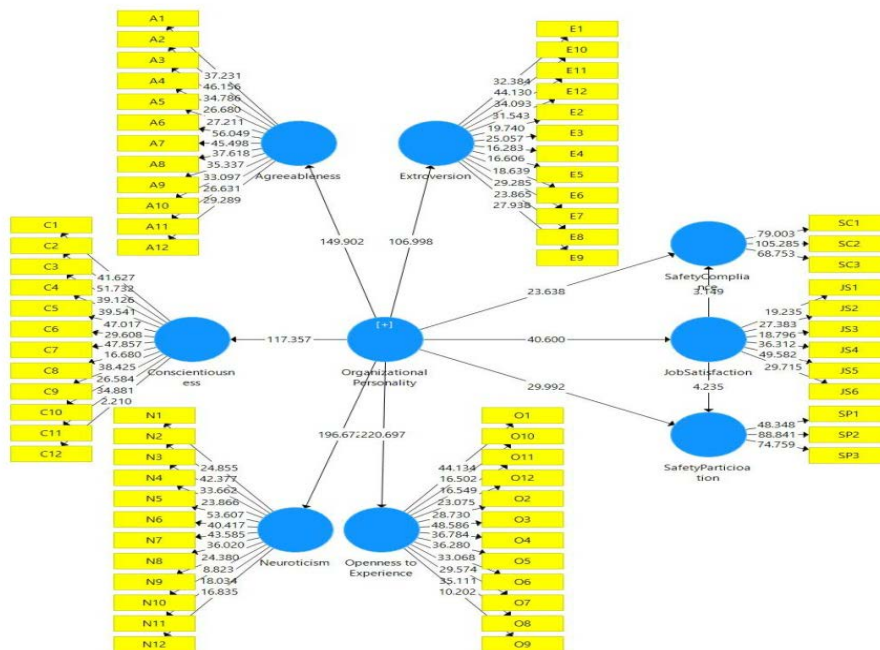 A1
A2
A3
A4
A5
A6
A7
A8
A9
A10
A11
A12
37.231
46.156
34.786
26.680
27.211
56.049
45.498
37.618
35.337
33.097
26.631
29.289
Agreeableness
E1
E10
E11
E12
E2
E3
E4
E5
E6
E7
E8
E9
32.384
44.130
34.093
31.543
19.740
25.057
16.283
16.606
18.639
29.285
23.865
27.938
Extroversion
149.902
106.998
C1
C2
C3
C4
C5
C6
C7
C8
C9
C10
C11
C12
41.627
51.732
39.126
39.541
47.017
29.608
47.857
16.680
38.425
26.584
34.881
2.210
Conscientiousn
ess
117.357
[+]
Organizational
Personality
23.638
40.600
29.992
SC1
SC2
SC3
79.003
105.285
68.753
SafetyComplia
nce
3.149
JS1
JS2
JS3
JS4
JS5
JS6
19.235
27.383
18.796
36.312
49.582
29.715
JobSatisfaction
4.235
SP1
SP2
SP3
48.348
88.841
74.759
SafetyParticioa
tion
220.697
N1
N2
N3
N4
N5
N6
N7
N8
N9
N10
N11
N12
24.855
42.377
33.662
23.866
53.607
40.417
43.585
36.020
24.380
8.823
18.034
16.835
Neuroticism
O1
O10
O11
O12
O2
O3
O4
O5
O6
O7
O8
O9
44.134
16.502
16.549
23.075
28.730
48.586
36.784
36.280
33.068
29.574
35.111
10.202
Openness to
Experience